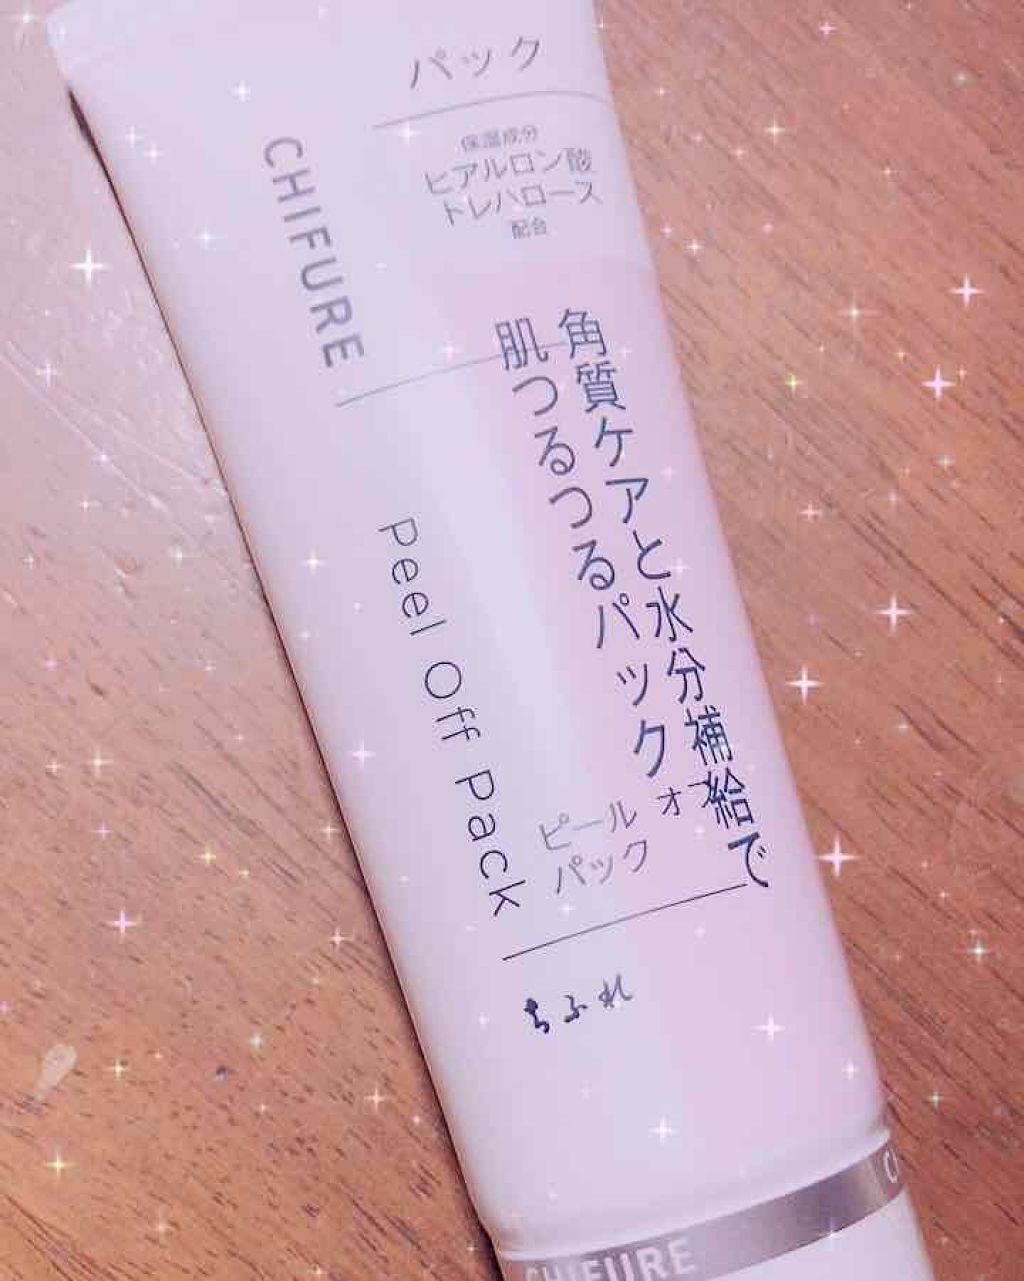 パック
保湿成分
ヒアルロン酸
トレハロース
配合
CHIFURE
角質ケアと水分補給で
肌つるつるパック
Peel Off Pack
ピールオフ
パック
ちふれ
CHIFURE